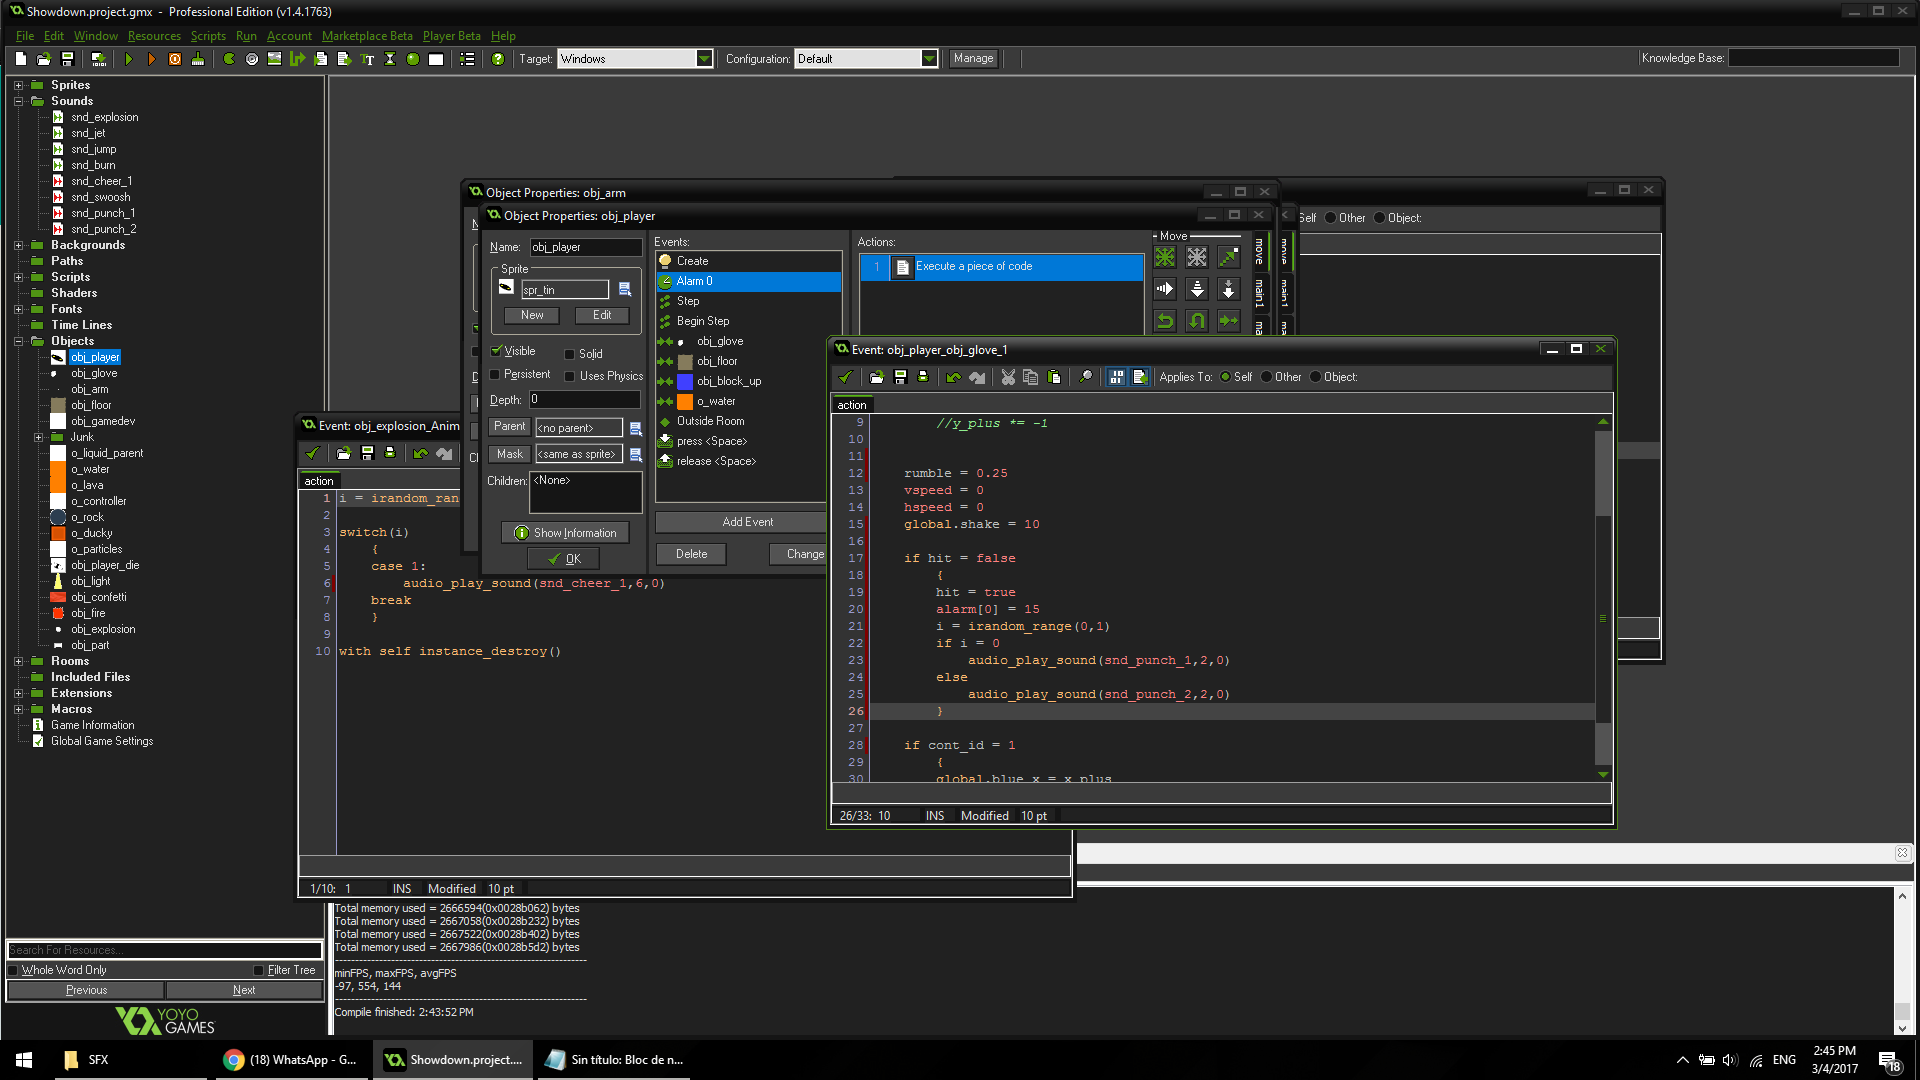 Showdown.project.gmx - Professional Edition (v1.4.1763)
File Edit Window Resources Scripts Run Account Marketplace Beta Player Beta Help
Target: Windows Configuration: Default Manage Knowledge Base:
Sprites
Sounds
snd_explosion
snd_jet
snd_jump
snd_burn
snd_cheer_1
snd_swoosh
snd_punch_1
snd_punch_2
Backgrounds
Paths
Scripts
Shaders
Fonts
Time Lines
Objects
obj_player
obj_glove
obj_arm
obj_floor
obj_gamedev
Junk
o_liquid_parent
o_water
o_lava
o_controller
o_rock
o_ducky
o_particles
obj_player_die
obj_light
obj_confetti
obj_fire
obj_explosion
obj_part
Rooms
Included Files
Extensions
Macros
Game Information
Global Game Settings
Search For Resources...
Whole Word Only Filter Tree
Previous Next
YOYO
GAMES
Object Properties: obj_arm
Self Other Object:
Object Properties: obj_player
Name: obj_player
Sprite
spr_tin
New Edit
Visible Solid
Persistent Uses Physics
Depth: 0
Parent <no parent>
Mask <same as sprite>
Children: <None>
Show Information
OK
Events:
Create
Alarm 0
Step
Begin Step
obj_glove
obj_floor
obj_block_up
o_water
Outside Room
press <Space>
release <Space>
Add Event
Delete Change
Actions:
1 Execute a piece of code
Move
move
main1
Event: obj_explosion_Anim
action
1 i = irandom_ran
2
3 switch(i)
4 {
5 case 1:
6 audio_play_sound(snd_cheer_1,6,0)
7 break
8 }
9
10 with self instance_destroy()
1/10: 1 INS Modified 10 pt
Event: obj_player_obj_glove_1
Applies To: Self Other Object:
action
9 //y_plus *= -1
10
11
12 rumble = 0.25
13 vspeed = 0
14 hspeed = 0
15 global.shake = 10
16
17 if hit = false
18 {
19 hit = true
20 alarm[0] = 15
21 i = irandom_range(0,1)
22 if i = 0
23 audio_play_sound(snd_punch_1,2,0)
24 else
25 audio_play_sound(snd_punch_2,2,0)
26 }
27
28 if cont_id = 1
29 {
30 global.blue_x = x_plus
26/33: 10 INS Modified 10 pt
Total memory used = 2666594(0x0028b062) bytes
Total memory used = 2667058(0x0028b232) bytes
Total memory used = 2667522(0x0028b402) bytes
Total memory used = 2667986(0x0028b5d2) bytes
minFPS, maxFPS, avgFPS
-97, 554, 144
Compile finished: 2:43:52 PM
SFX
(18) WhatsApp - G...
Showdown.project....
Sin título: Bloc de n...
ENG
2:45 PM
3/4/2017
18